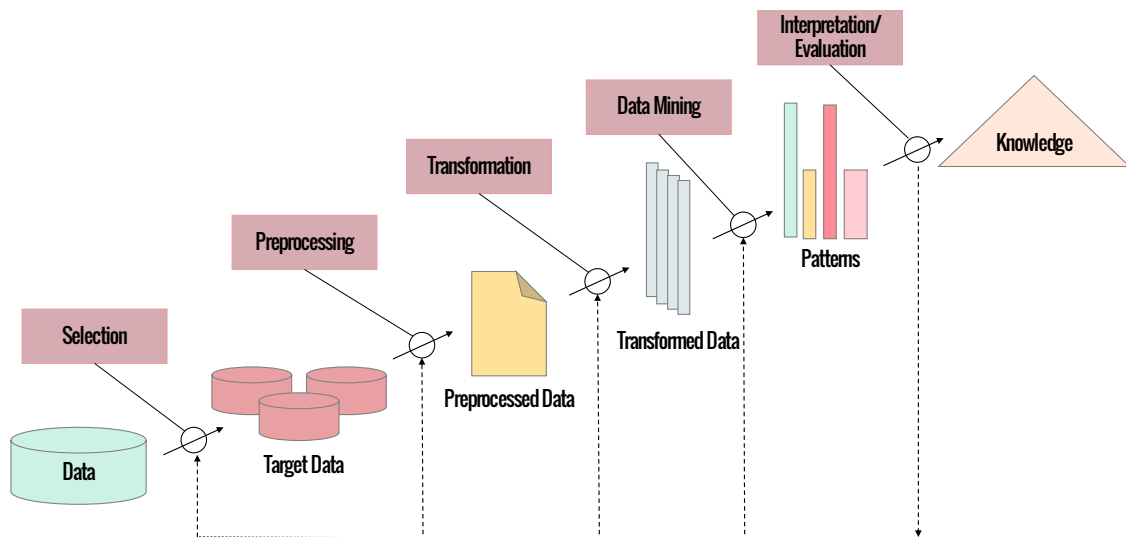 Interpretation/
Evaluation
Data Mining
Knowledge
Transformation
Preprocessing
Patterns
Selection
Transformed Data
Preprocessed Data
Data
Target Data